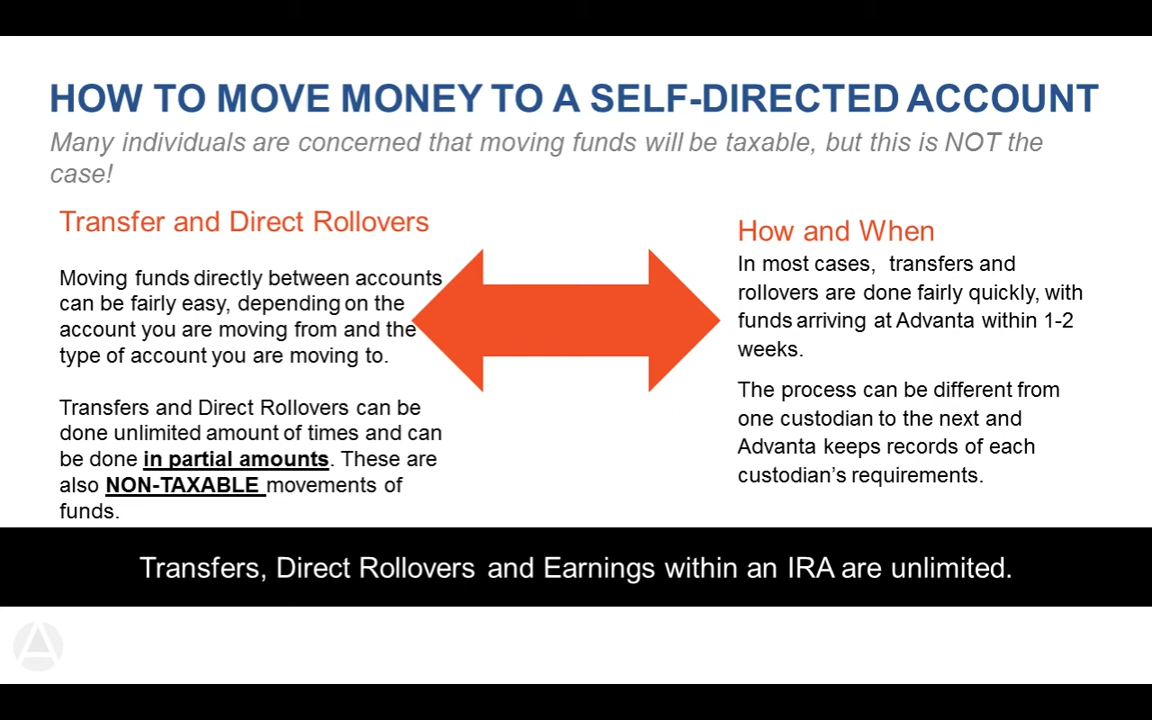 HOW TO MOVE MONEY TO A SELF-DIRECTED ACCOUNT
Many individuals are concerned that moving funds will be taxable, but this is NOT the
case!
Transfer and Direct Rollovers
Moving funds directly between accounts
can be fairly easy, depending on the
account you are moving from and the
type of account you are moving to.
Transfers and Direct Rollovers can be
done unlimited amount of times and can
be done in partial amounts. These are
also NON-TAXABLE movements of
funds.
How and When
In most cases, transfers and
rollovers are done fairly quickly, with
funds arriving at Advanta within 1-2
weeks.
The process can be different from
one custodian to the next and
Advanta keeps records of each
custodian's requirements.
Transfers, Direct Rollovers and Earnings within an IRA are unlimited.